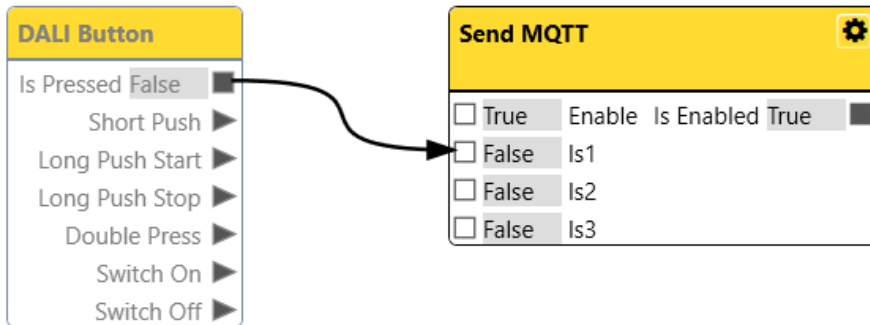 DALI Button
Is Pressed False
Short Push
Long Push Start
Long Push Stop
Double Press
Switch On
Switch Off
Send MQTT
True Enable Is Enabled True
False Is1
False Is2
False Is3